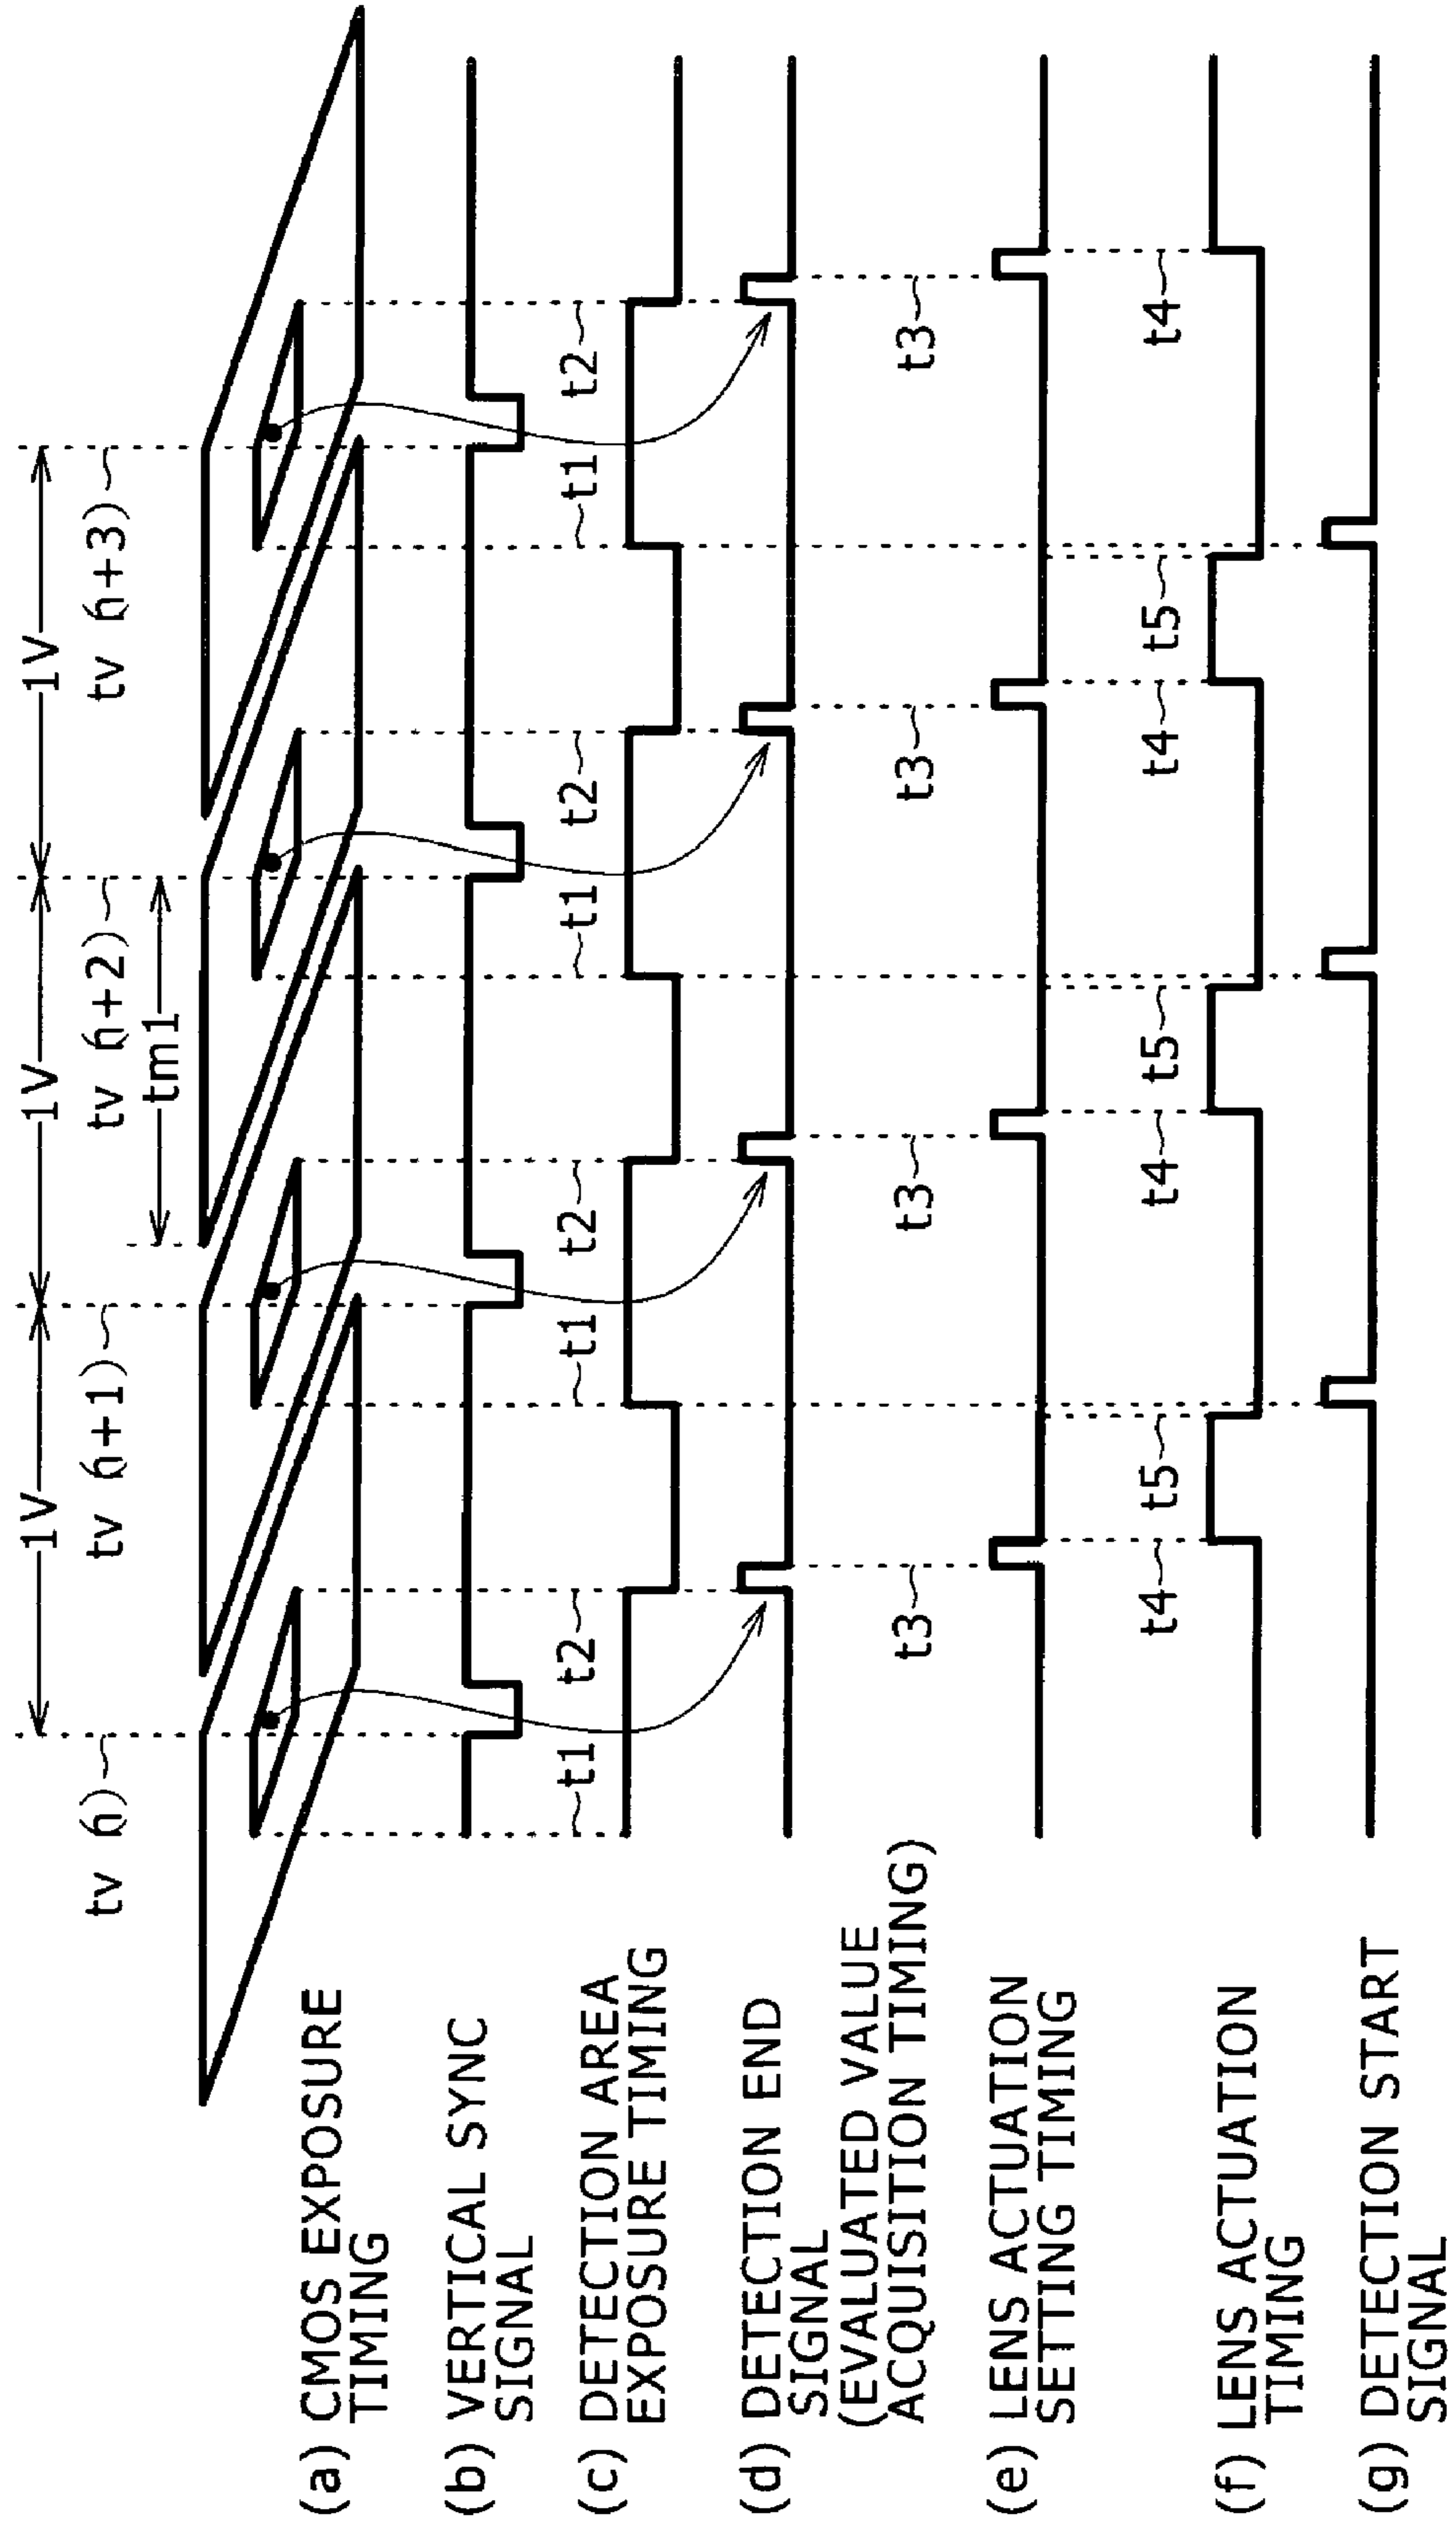 1V 1V 1V
tv (n) tv (n+1) tv (n+2) tv (n+3)
tm1
(a) CMOS EXPOSURE
TIMING
(b) VERTICAL SYNC
SIGNAL
t1 t2 t1 t2 t1 t2 t1 t2
(c) DETECTION AREA
EXPOSURE TIMING
(d) DETECTION END
SIGNAL
(EVALUATED VALUE
ACQUISITION TIMING)
t3 t3 t3 t3
(e) LENS ACTUATION
SETTING TIMING
t4 t5 t4 t5 t4 t5 t4
(f) LENS ACTUATION
TIMING
(g) DETECTION START
SIGNAL